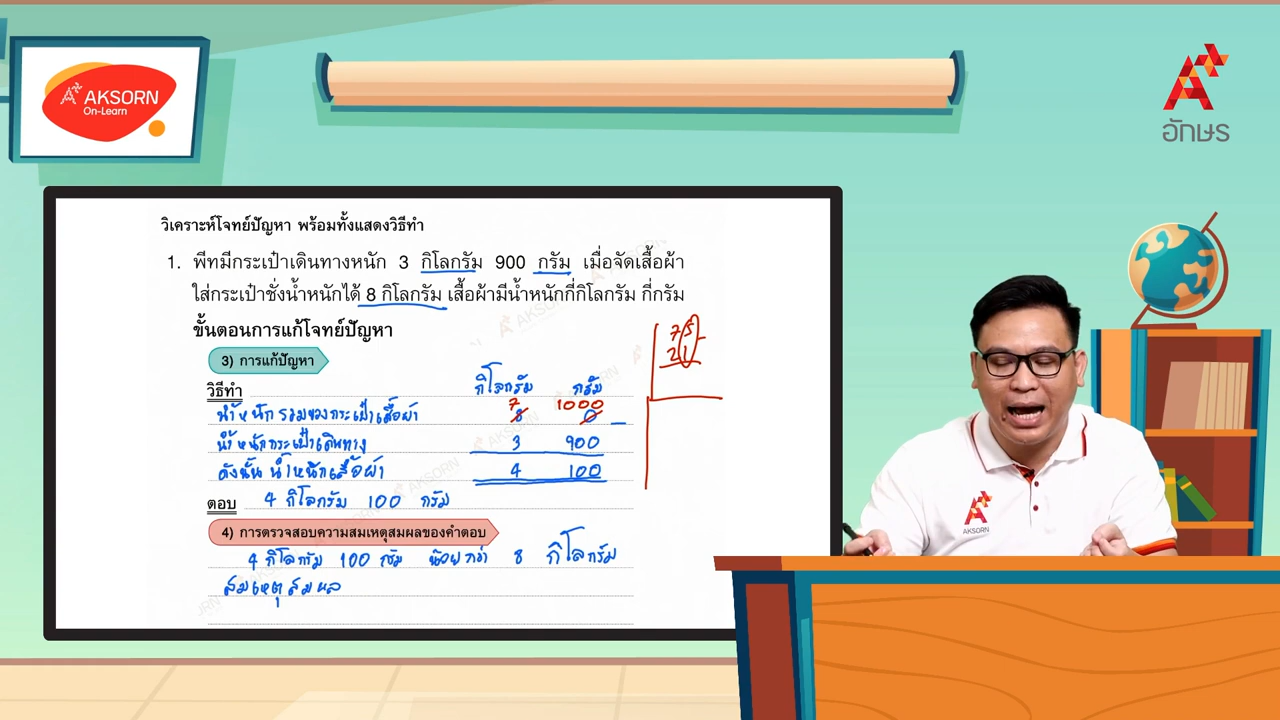 AKSORN
On-Learn
อักษร
วิเคราะห์โจทย์ปัญหา พร้อมทั้งแสดงวิธีทำ
1. พีทมีกระเป๋าเดินทางหนัก 3 กิโลกรัม 900 กรัม เมื่อจัดเสื้อผ้า
ใส่กระเป๋าชั่งน้ำหนักได้ 8 กิโลกรัม เสื้อผ้ามีน้ำหนักกี่กิโลกรัม กี่กรัม
ขั้นตอนการแก้โจทย์ปัญหา
3) การแก้ปัญหา
วิธีทำ กิโลกรัม กรัม
7 1000
น้ำหนักรวมของกระเป๋าเสื้อผ้า 8 0 -
น้ำหนักกระเป๋าเดินทาง 3 900
ดังนั้น น้ำหนักเสื้อผ้า 4 100
ตอบ 4 กิโลกรัม 100 กรัม
4) การตรวจสอบความสมเหตุสมผลของคำตอบ
4 กิโลกรัม 100 กรัม น้อยกว่า 8 กิโลกรัม
สมเหตุสมผล
75 -
21
AKSORN